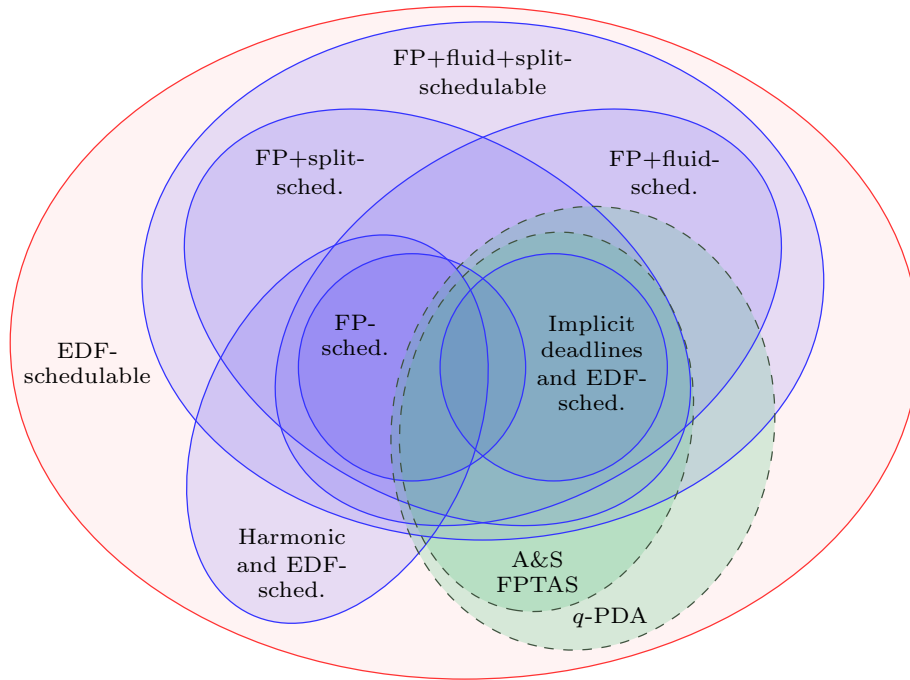 FP+fluid+split-
schedulable
FP+split-
sched.
FP+fluid-
sched.
FP-
sched.
Implicit
deadlines
and EDF-
sched.
EDF-
schedulable
Harmonic
and EDF-
sched.
A&S
FPTAS
q-PDA